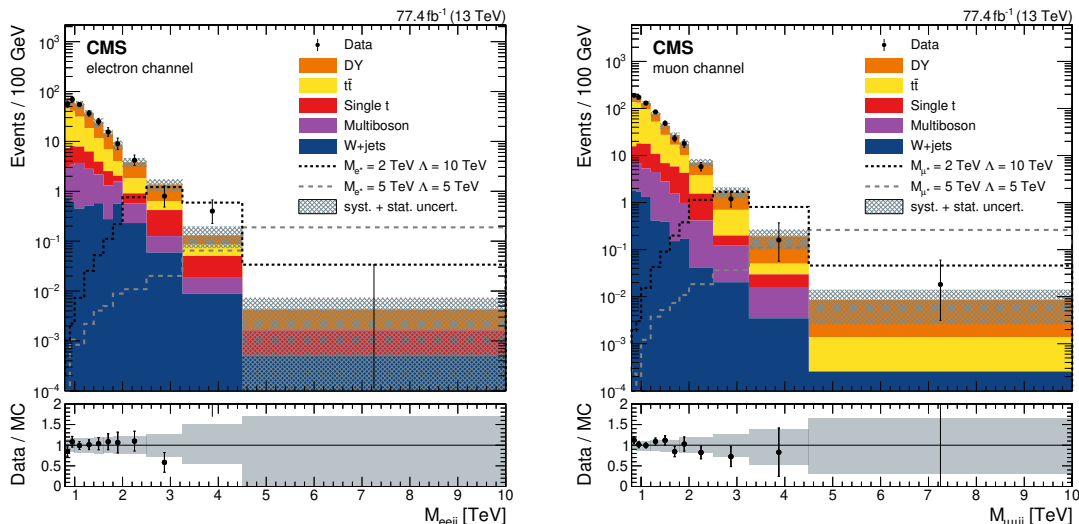 77.4 fb⁻¹ (13 TeV)
CMS
electron channel
Data
DY
tt̄
Single t
Multiboson
W+jets
M_e* = 2 TeV Λ = 10 TeV
M_e* = 5 TeV Λ = 5 TeV
syst. + stat. uncert.
Events / 100 GeV
10³
10²
10
1
10⁻¹
10⁻²
10⁻³
10⁻⁴
Data / MC
2
1.5
1
0.5
0
1 2 3 4 5 6 7 8 9 10
M_eejj [TeV]
77.4 fb⁻¹ (13 TeV)
CMS
muon channel
Data
DY
tt̄
Single t
Multiboson
W+jets
M_μ* = 2 TeV Λ = 10 TeV
M_μ* = 5 TeV Λ = 5 TeV
syst. + stat. uncert.
Events / 100 GeV
10³
10²
10
1
10⁻¹
10⁻²
10⁻³
10⁻⁴
Data / MC
2
1.5
1
0.5
0
1 2 3 4 5 6 7 8 9 10
M_μμjj [TeV]